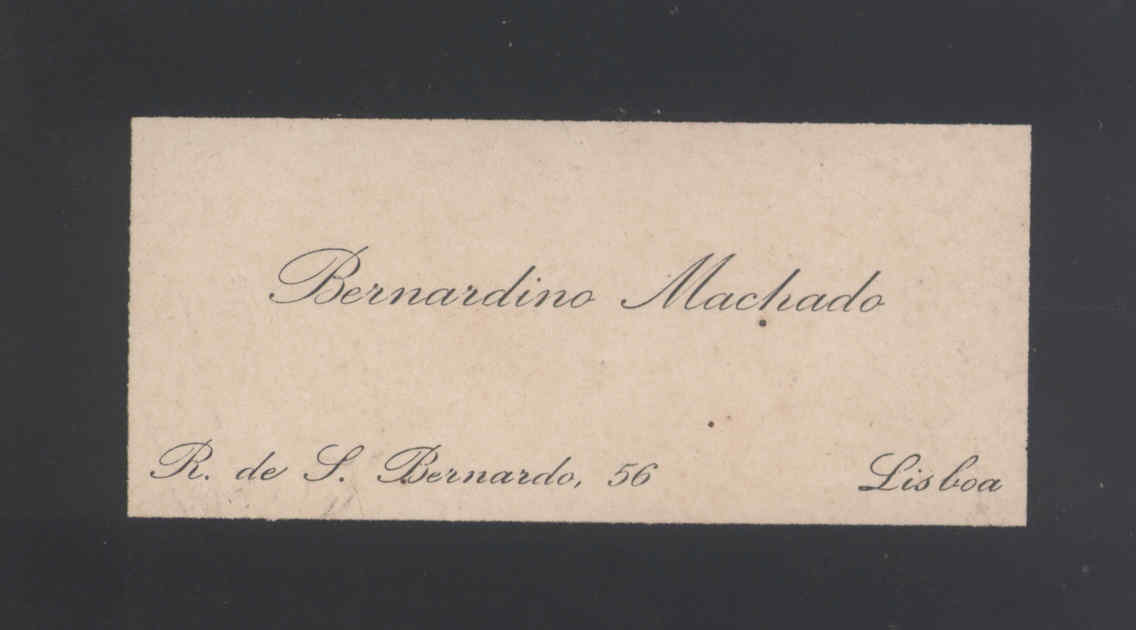 Bernardino Machado
R. de S. Bernardo, 56 Lisboa